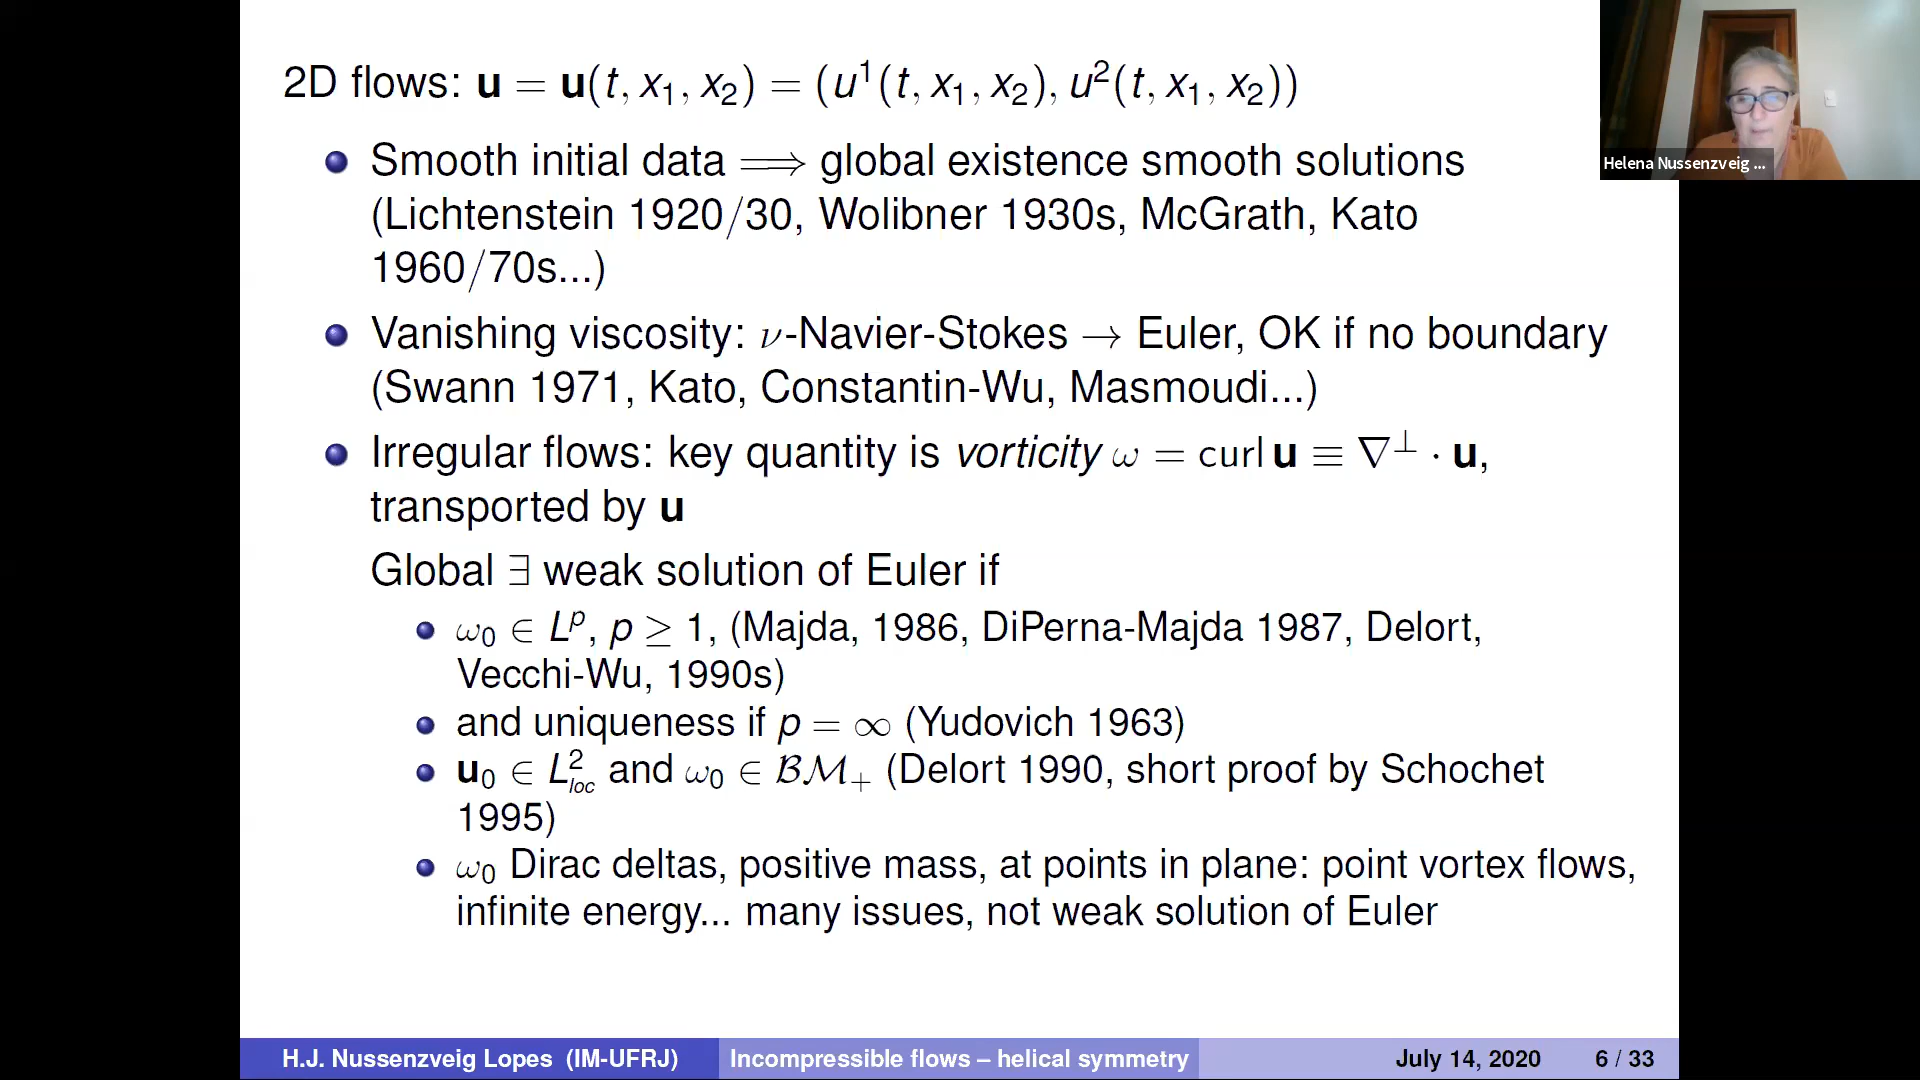 2D flows: u = u(t, x₁, x₂) = (u¹(t, x₁, x₂), u²(t, x₁, x₂))
Smooth initial data ⟹ global existence smooth solutions
(Lichtenstein 1920/30, Wolibner 1930s, McGrath, Kato
1960/70s...)
Vanishing viscosity: ν-Navier-Stokes → Euler, OK if no boundary
(Swann 1971, Kato, Constantin-Wu, Masmoudi...)
Irregular flows: key quantity is vorticity ω = curl u ≡ ∇^⊥ · u,
transported by u
Global ∃ weak solution of Euler if
ω₀ ∈ L^p, p ≥ 1, (Majda, 1986, DiPerna-Majda 1987, Delort,
Vecchi-Wu, 1990s)
and uniqueness if p = ∞ (Yudovich 1963)
u₀ ∈ L²_loc and ω₀ ∈ ℬℳ₊ (Delort 1990, short proof by Schochet
1995)
ω₀ Dirac deltas, positive mass, at points in plane: point vortex flows,
infinite energy... many issues, not weak solution of Euler
Helena Nussenzveig ...
H.J. Nussenzveig Lopes (IM-UFRJ) Incompressible flows – helical symmetry July 14, 2020 6 / 33